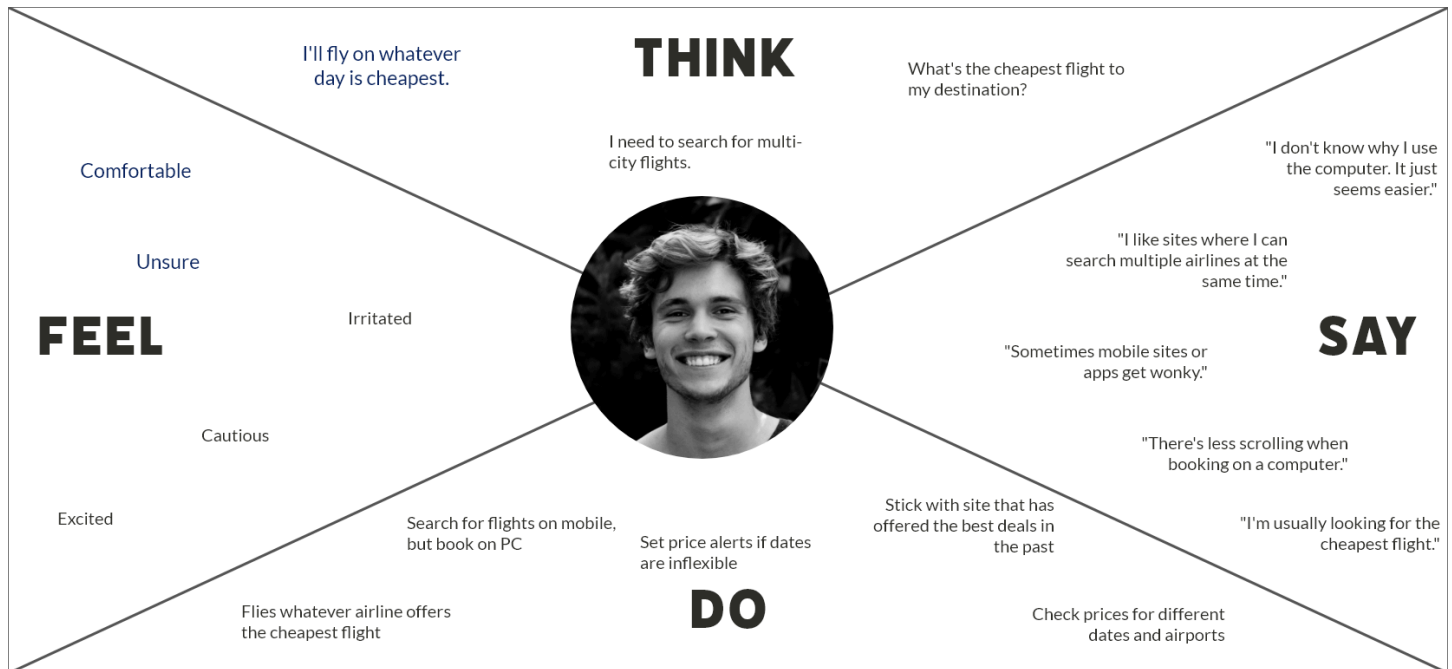 THINK
I'll fly on whatever
day is cheapest.
What's the cheapest flight to
my destination?
I need to search for multi-
city flights.
FEEL
Comfortable
Unsure
Irritated
Cautious
Excited
SAY
"I don't know why I use
the computer. It just
seems easier."
"I like sites where I can
search multiple airlines at the
same time."
"Sometimes mobile sites or
apps get wonky."
"There's less scrolling when
booking on a computer."
"I'm usually looking for the
cheapest flight."
DO
Search for flights on mobile,
but book on PC
Set price alerts if dates
are inflexible
Stick with site that has
offered the best deals in
the past
Flies whatever airline offers
the cheapest flight
Check prices for different
dates and airports